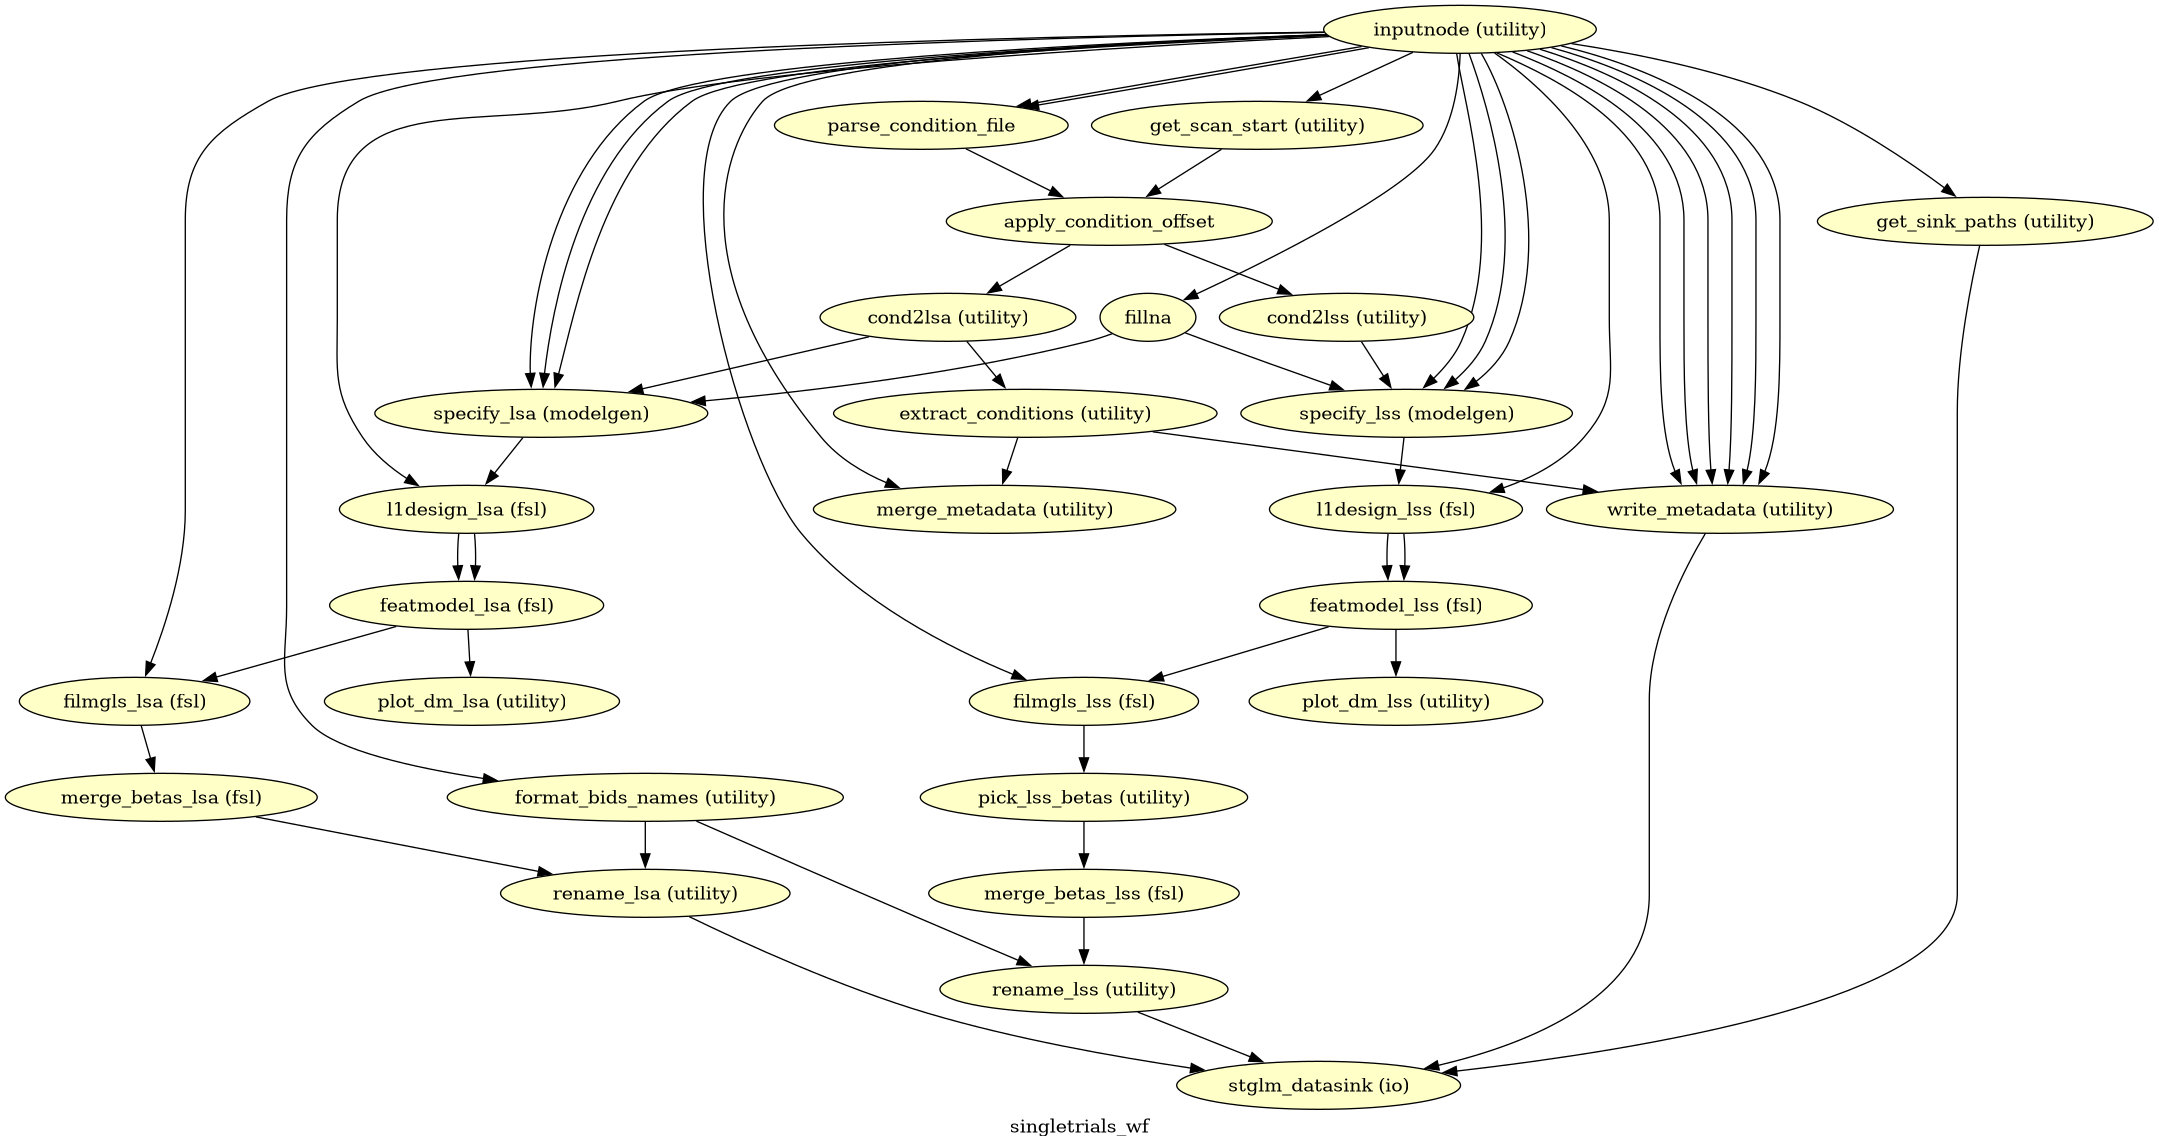 inputnode (utility)
parse_condition_file
get_scan_start (utility)
apply_condition_offset
get_sink_paths (utility)
cond2lsa (utility)
fillna
cond2lss (utility)
specify_lsa (modelgen)
extract_conditions (utility)
specify_lss (modelgen)
l1design_lsa (fsl)
merge_metadata (utility)
l1design_lss (fsl)
write_metadata (utility)
featmodel_lsa (fsl)
featmodel_lss (fsl)
filmgls_lsa (fsl)
plot_dm_lsa (utility)
filmgls_lss (fsl)
plot_dm_lss (utility)
merge_betas_lsa (fsl)
format_bids_names (utility)
pick_lss_betas (utility)
rename_lsa (utility)
merge_betas_lss (fsl)
rename_lss (utility)
stglm_datasink (io)
singletrials_wf